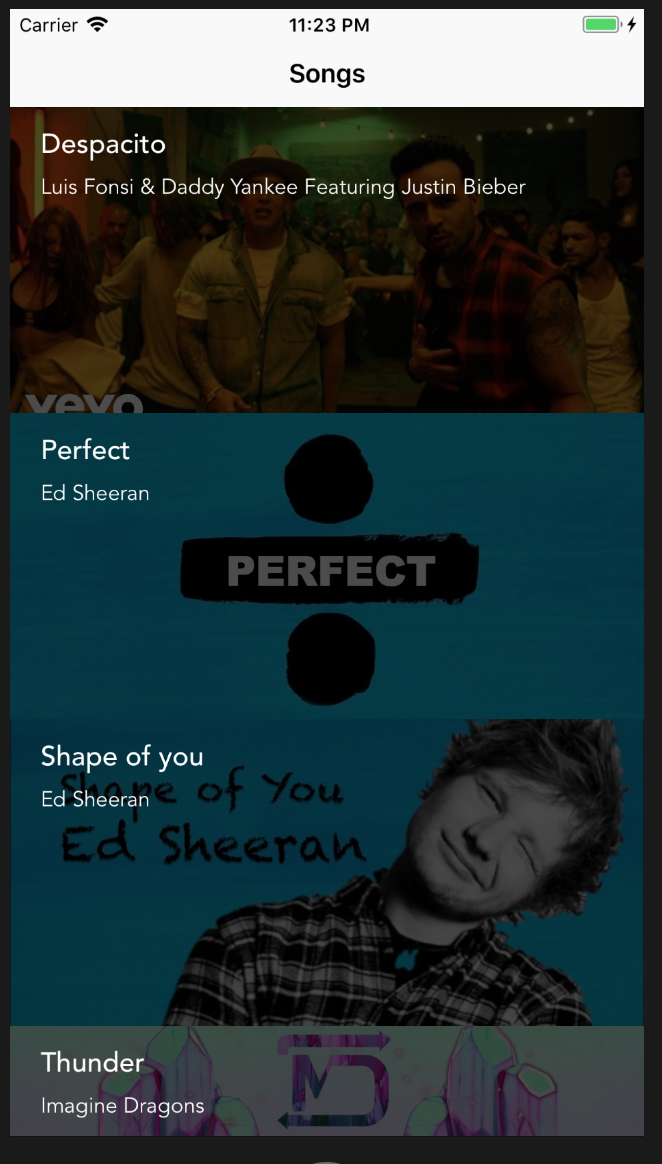 Carrier 11:23 PM
Songs
Despacito
Luis Fonsi & Daddy Yankee Featuring Justin Bieber
vevo
Perfect
Ed Sheeran
PERFECT
Shape of you
Shape of You
Ed Sheeran
Ed Sheeran
Thunder
Imagine Dragons